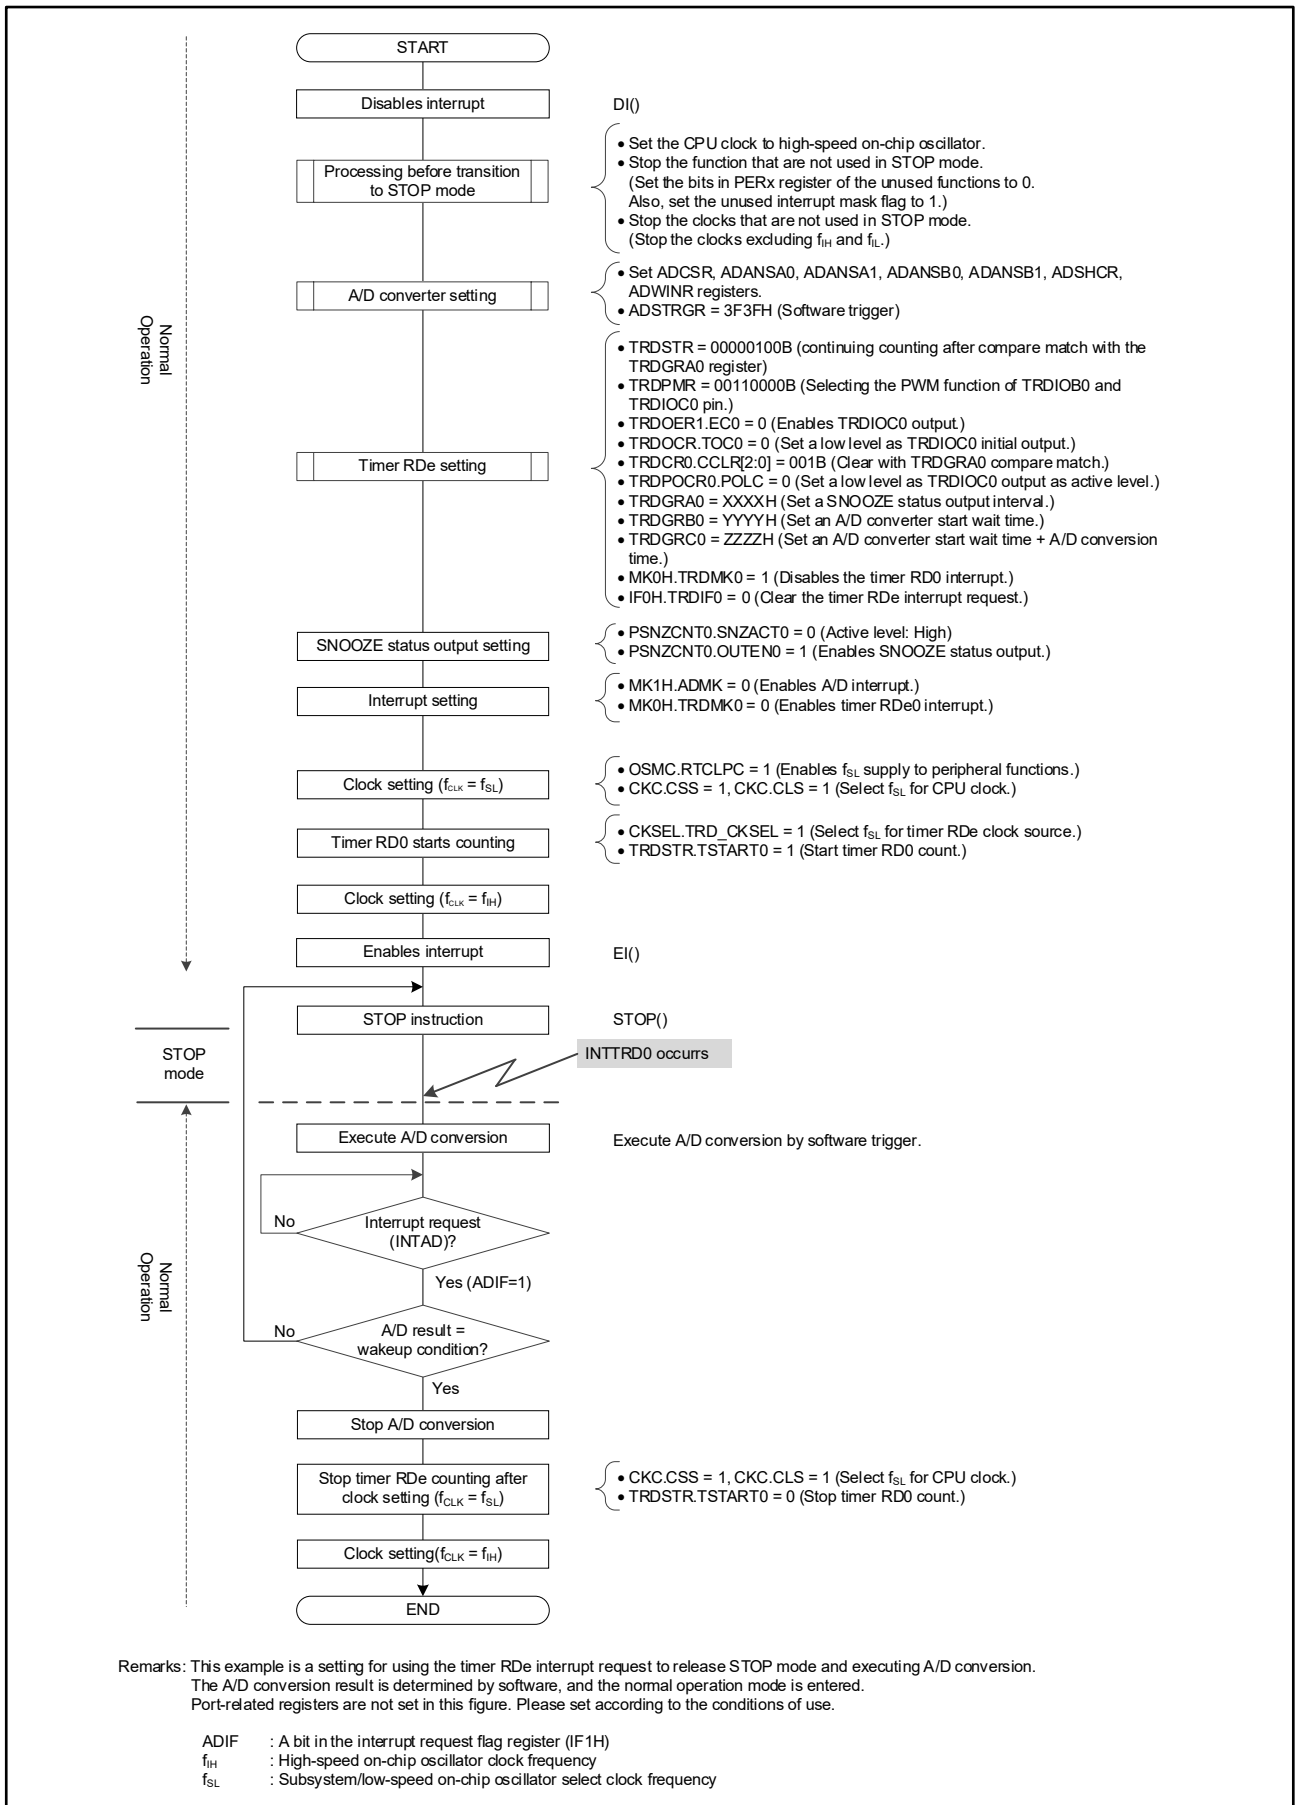 START
Disables interrupt
DI()
Processing before transition
to STOP mode
• Set the CPU clock to high-speed on-chip oscillator.
• Stop the function that are not used in STOP mode.
(Set the bits in PERx register of the unused functions to 0.
Also, set the unused interrupt mask flag to 1.)
• Stop the clocks that are not used in STOP mode.
(Stop the clocks excluding fIH and fIL.)
A/D converter setting
• Set ADCSR, ADANSA0, ADANSA1, ADANSB0, ADANSB1, ADSHCR,
ADWINR registers.
• ADSTRGR = 3F3FH (Software trigger)
Normal
Operation
Timer RDe setting
• TRDSTR = 00000100B (continuing counting after compare match with the
TRDGRA0 register)
• TRDPMR = 00110000B (Selecting the PWM function of TRDIOB0 and
TRDIOC0 pin.)
• TRDOER1.EC0 = 0 (Enables TRDIOC0 output.)
• TRDOCR.TOC0 = 0 (Set a low level as TRDIOC0 initial output.)
• TRDCR0.CCLR[2:0] = 001B (Clear with TRDGRA0 compare match.)
• TRDPOCR0.POLC = 0 (Set a low level as TRDIOC0 output as active level.)
• TRDGRA0 = XXXXH (Set a SNOOZE status output interval.)
• TRDGRB0 = YYYYH (Set an A/D converter start wait time.)
• TRDGRC0 = ZZZZH (Set an A/D converter start wait time + A/D conversion
time.)
• MK0H.TRDMK0 = 1 (Disables the timer RD0 interrupt.)
• IF0H.TRDIF0 = 0 (Clear the timer RDe interrupt request.)
SNOOZE status output setting
• PSNZCNT0.SNZACT0 = 0 (Active level: High)
• PSNZCNT0.OUTEN0 = 1 (Enables SNOOZE status output.)
Interrupt setting
• MK1H.ADMK = 0 (Enables A/D interrupt.)
• MK0H.TRDMK0 = 0 (Enables timer RDe0 interrupt.)
Clock setting (fCLK = fSL)
• OSMC.RTCLPC = 1 (Enables fSL supply to peripheral functions.)
• CKC.CSS = 1, CKC.CLS = 1 (Select fSL for CPU clock.)
Timer RD0 starts counting
• CKSEL.TRD_CKSEL = 1 (Select fSL for timer RDe clock source.)
• TRDSTR.TSTART0 = 1 (Start timer RD0 count.)
Clock setting (fCLK = fIH)
Enables interrupt
EI()
STOP instruction
STOP()
STOP
mode
INTTRD0 occurrs
Execute A/D conversion
Execute A/D conversion by software trigger.
No
Interrupt request
(INTAD)?
Normal
Operation
Yes (ADIF=1)
No
A/D result =
wakeup condition?
Yes
Stop A/D conversion
Stop timer RDe counting after
clock setting (fCLK = fSL)
• CKC.CSS = 1, CKC.CLS = 1 (Select fSL for CPU clock.)
• TRDSTR.TSTART0 = 0 (Stop timer RD0 count.)
Clock setting(fCLK = fIH)
END
Remarks: This example is a setting for using the timer RDe interrupt request to release STOP mode and executing A/D conversion.
The A/D conversion result is determined by software, and the normal operation mode is entered.
Port-related registers are not set in this figure. Please set according to the conditions of use.
ADIF : A bit in the interrupt request flag register (IF1H)
fIH : High-speed on-chip oscillator clock frequency
fSL : Subsystem/low-speed on-chip oscillator select clock frequency